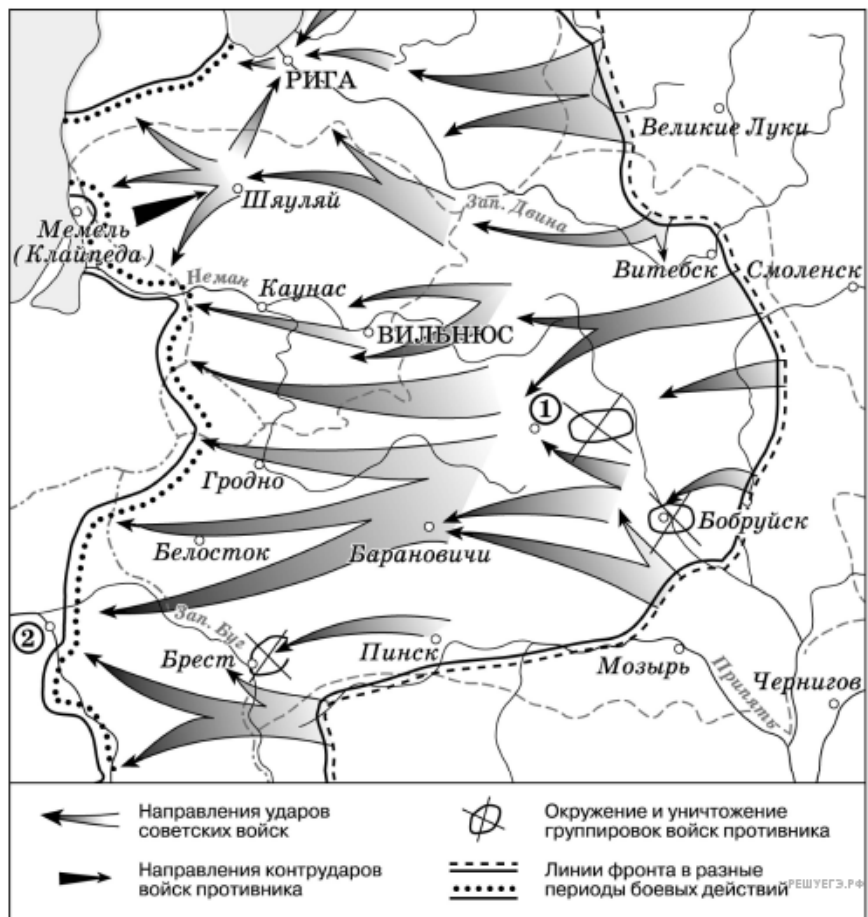 РИГА
Великие Луки
Шяуляй
Зап. Двина
Мемель
(Клайпеда)
Витебск
Смоленск
Неман
Каунас
ВИЛЬНЮС
1
Гродно
Бобруйск
Белосток
Барановичи
Зап. Буг
2
Брест
Пинск
Мозырь
Припять
Чернигов
Направления ударов
советских войск
Окружение и уничтожение
группировок войск противника
Направления контрударов
войск противника
Линии фронта в разные
периоды боевых действий
РЕШУЕГЭ.РФ